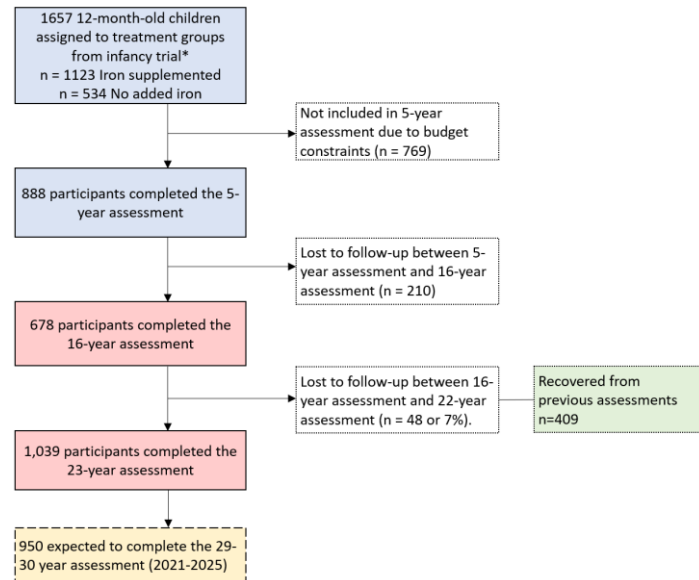 1657 12-month-old children
assigned to treatment groups
from infancy trial*
n = 1123 Iron supplemented
n = 534 No added iron
Not included in 5-
year assessment due to budget
constraints (n = 769)
888 participants completed the 5-
year assessment
Lost to follow-up between 5-
year assessment and 16-year
assessment (n = 210)
678 participants completed the
16-year assessment
Lost to follow-up between 16-
year assessment and 22-year
assessment (n = 48 or 7%).
Recovered from
previous assessments
n=409
1,039 participants completed the
23-year assessment
950 expected to complete the 29-
30 year assessment (2021-2025)